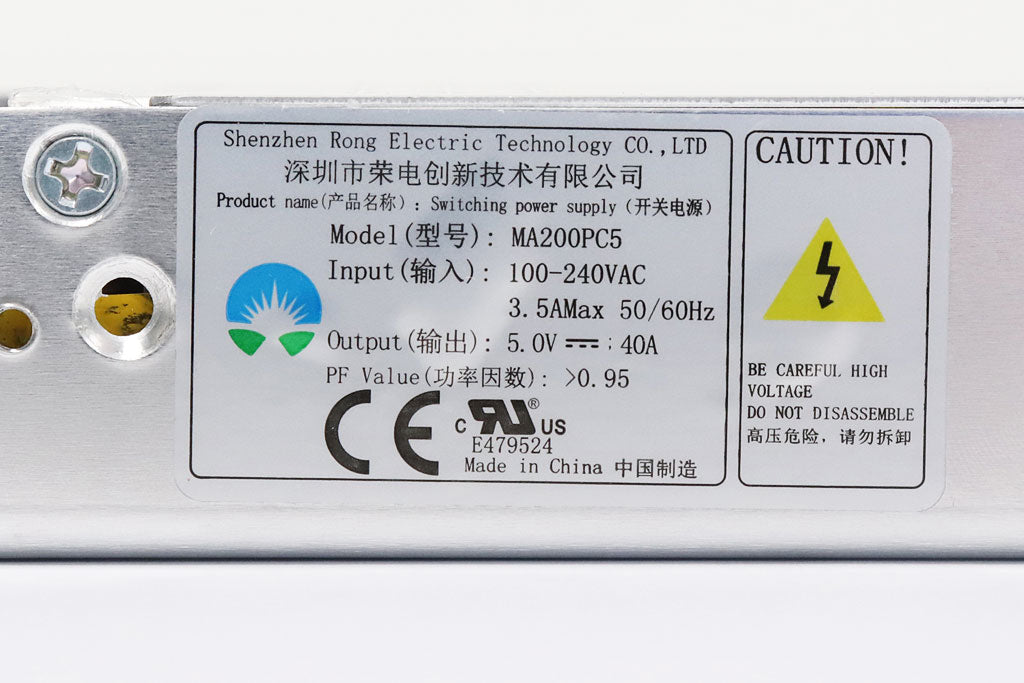 Shenzhen Rong Electric Technology CO.,LTD
深圳市荣电创新技术有限公司
Product name(产品名称): Switching power supply (开关电源)
Model(型号): MA200PC5
Input(输入): 100-240VAC
3.5AMax 50/60Hz
Output(输出): 5.0V ⎓ ; 40A
PF Value(功率因数): >0.95
CE c RU® US
E479524
Made in China 中国制造
CAUTION!
BE CAREFUL HIGH
VOLTAGE
DO NOT DISASSEMBLE
高压危险，请勿拆卸